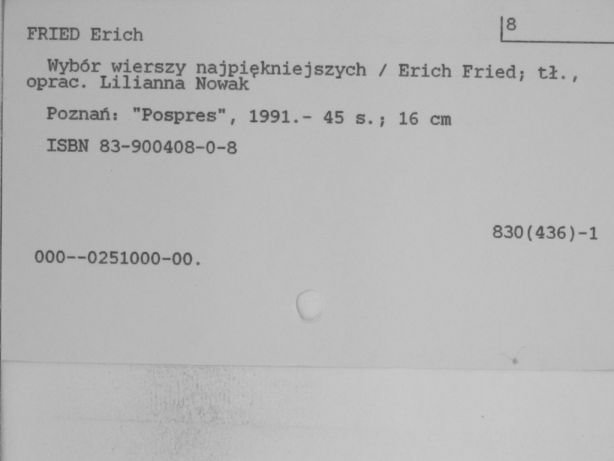 8
FRIED Erich
Wybór wierszy najpiękniejszych / Erich Fried; tł.,
oprac. Lilianna Nowak
Poznań: "Pospres", 1991.- 45 s.; 16 cm
ISBN 83-900408-0-8
830(436)-1
000--0251000-00.